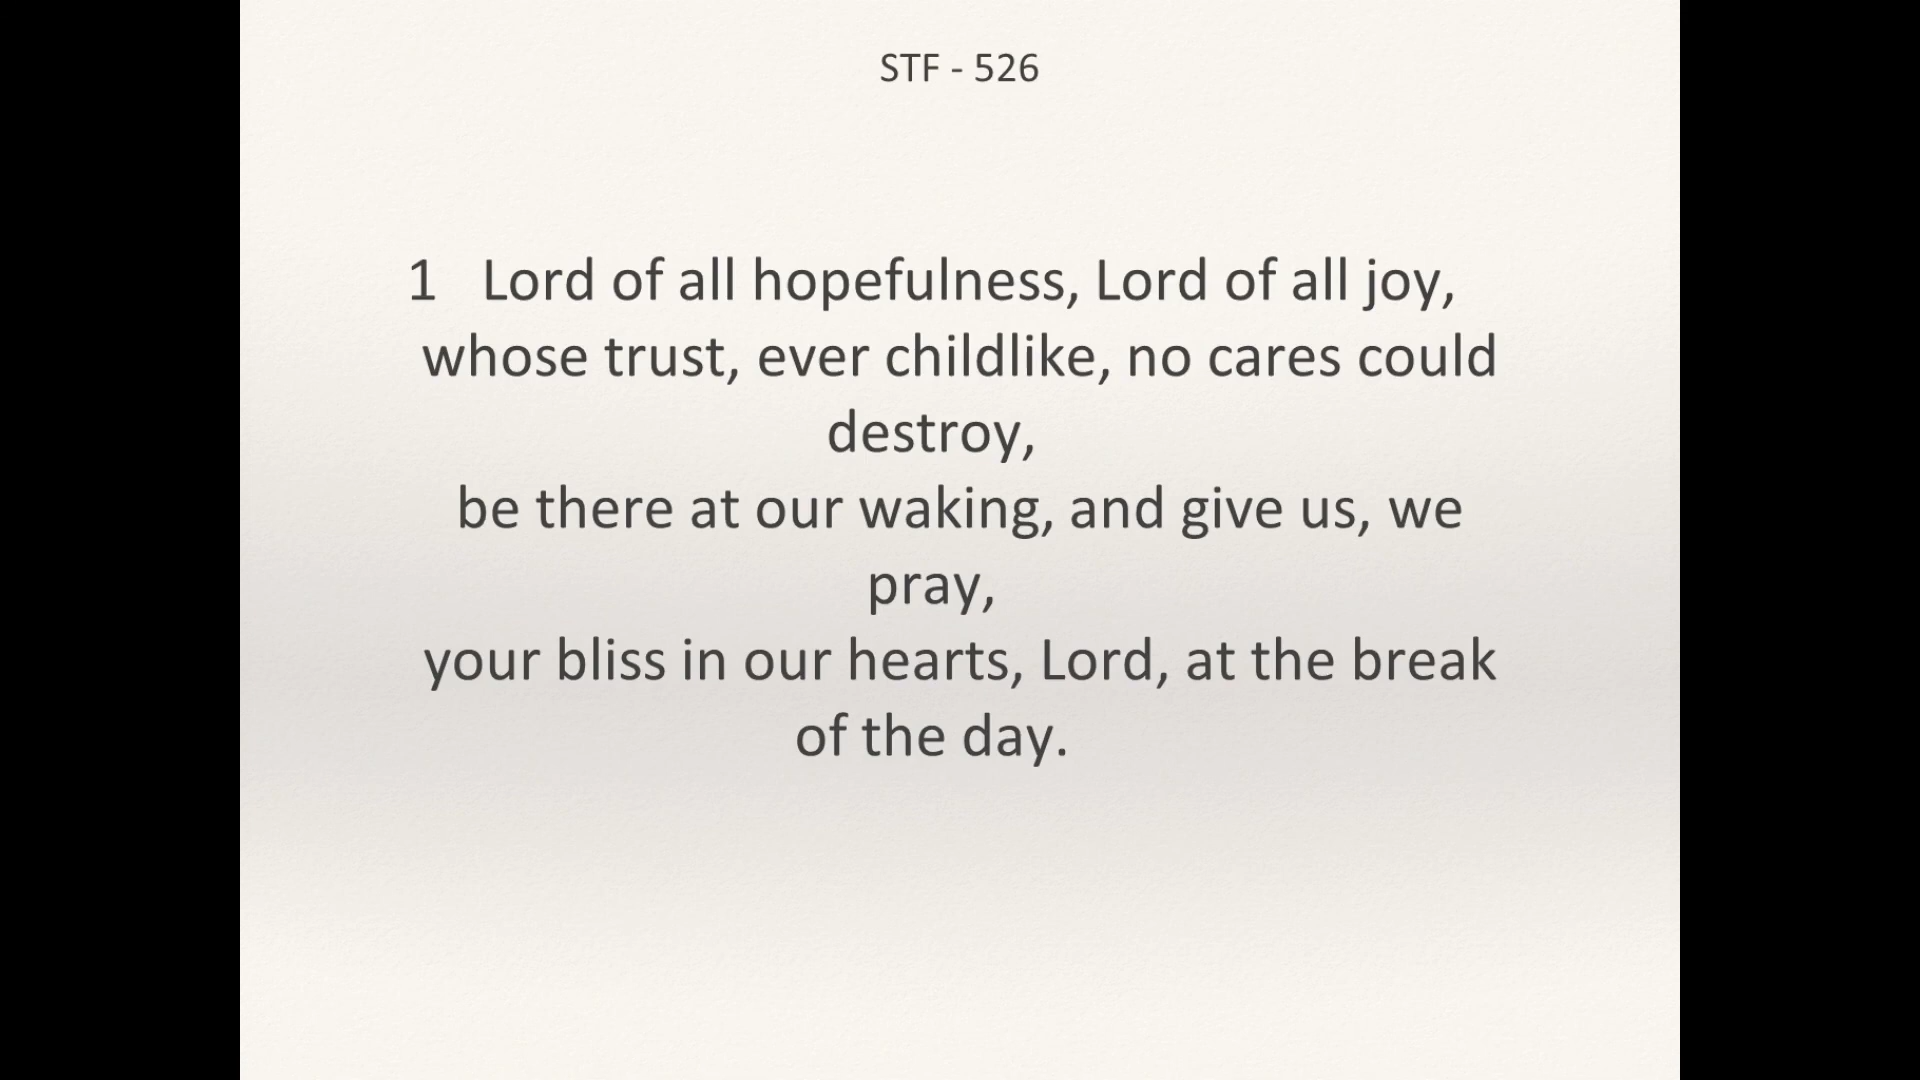 STF - 526
1 Lord of all hopefulness, Lord of all joy,
whose trust, ever childlike, no cares could
destroy,
be there at our waking, and give us, we
pray,
your bliss in our hearts, Lord, at the break
of the day.